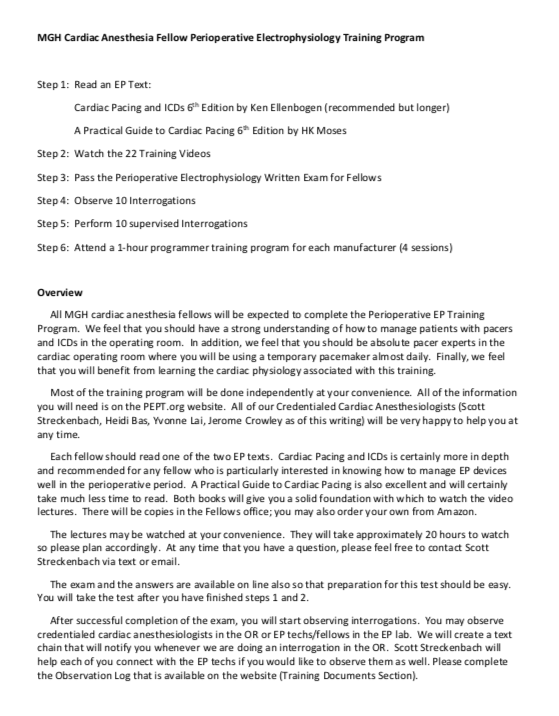 MGH Cardiac Anesthesia Fellow Perioperative Electrophysiology Training Program
Step 1: Read an EP Text:
Cardiac Pacing and ICDs 6th Edition by Ken Ellenbogen (recommended but longer)
A Practical Guide to Cardiac Pacing 6th Edition by HK Moses
Step 2: Watch the 22 Training Videos
Step 3: Pass the Perioperative Electrophysiology Written Exam for Fellows
Step 4: Observe 10 Interrogations
Step 5: Perform 10 supervised Interrogations
Step 6: Attend a 1-hour programmer training program for each manufacturer (4 sessions)
Overview
All MGH cardiac anesthesia fellows will be expected to complete the Perioperative EP Training
Program. We feel that you should have a strong understanding of how to manage patients with pacers
and ICDs in the operating room. In addition, we feel that you should be absolute pacer experts in the
cardiac operating room where you will be using a temporary pacemaker almost daily. Finally, we feel
that you will benefit from learning the cardiac physiology associated with this training.
Most of the training program will be done independently at your convenience. All of the information
you will need is on the PEPT.org website. All of our Credentialed Cardiac Anesthesiologists (Scott
Streckenbach, Heidi Bas, Yvonne Lai, Jerome Crowley as of this writing) will be very happy to help you at
any time.
Each fellow should read one of the two EP texts. Cardiac Pacing and ICDs is certainly more in depth
and recommended for any fellow who is particularly interested in knowing how to manage EP devices
well in the perioperative period. A Practical Guide to Cardiac Pacing is also excellent and will certainly
take much less time to read. Both books will give you a solid foundation with which to watch the video
lectures. There will be copies in the Fellows office; you may also order your own from Amazon.
The lectures may be watched at your convenience. They will take approximately 20 hours to watch
so please plan accordingly. At any time that you have a question, please feel free to contact Scott
Streckenbach via text or email.
The exam and the answers are available on line also so that preparation for this test should be easy.
You will take the test after you have finished steps 1 and 2.
After successful completion of the exam, you will start observing interrogations. You may observe
credentialed cardiac anesthesiologists in the OR or EP techs/fellows in the EP lab. We will create a text
chain that will notify you whenever we are doing an interrogation in the OR. Scott Streckenbach will
help each of you connect with the EP techs if you would like to observe them as well. Please complete
the Observation Log that is available on the website (Training Documents Section).